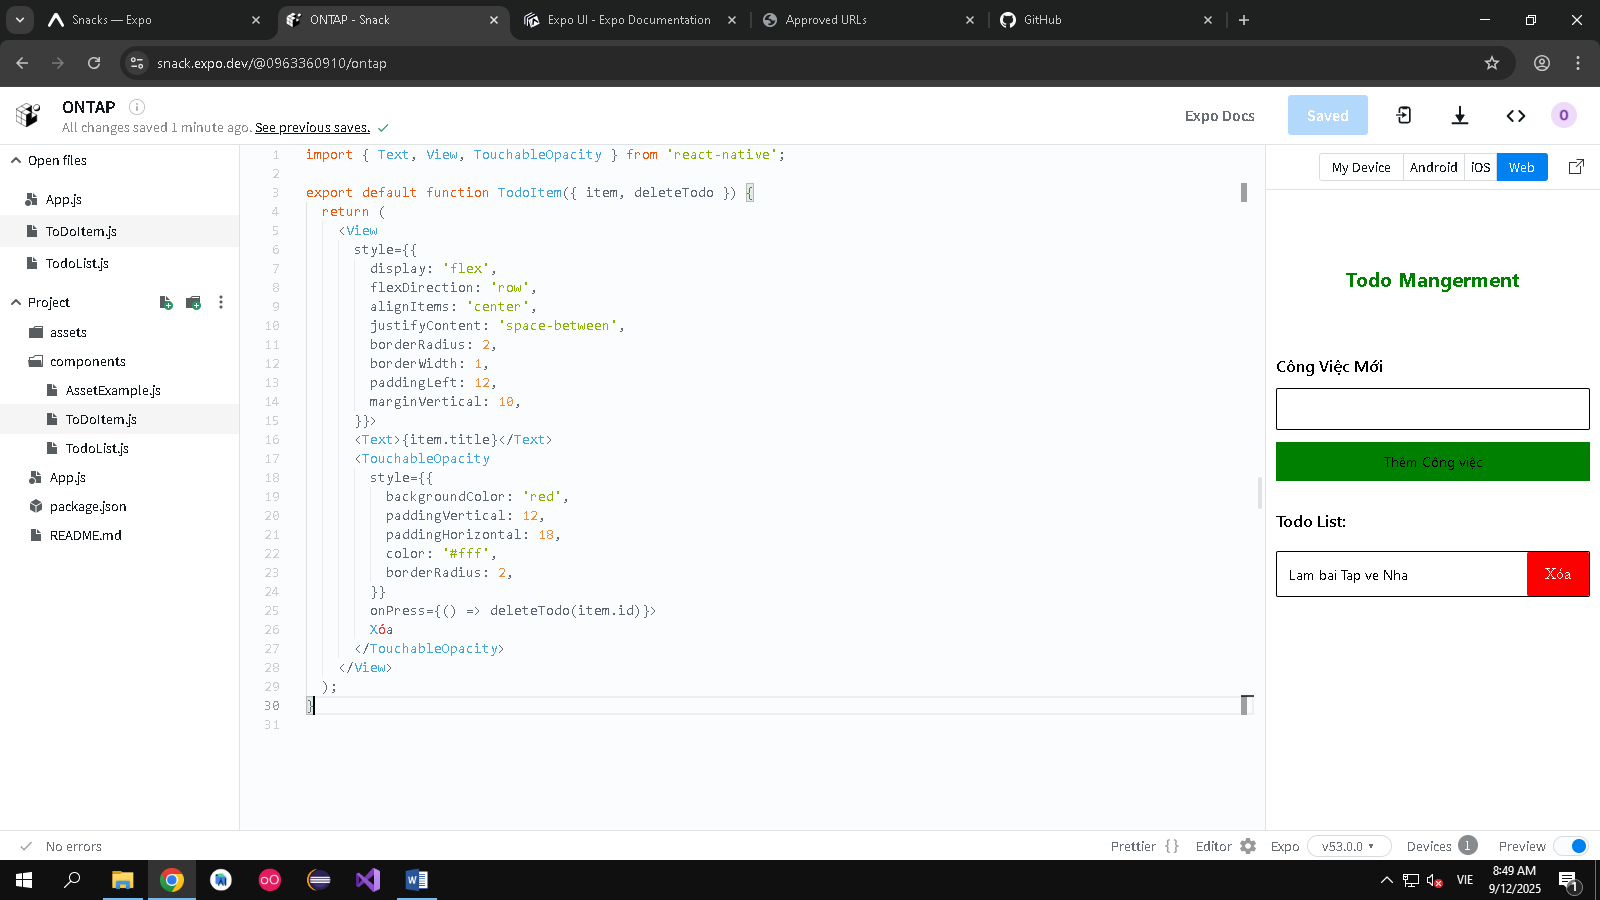 Snacks — Expo
ONTAP - Snack
Expo UI - Expo Documentation
Approved URLs
GitHub
snack.expo.dev/@0963360910/ontap
ONTAP
All changes saved 1 minute ago. See previous saves.
Expo Docs
Saved
O
Open files
App.js
ToDoItem.js
TodoList.js
Project
assets
components
AssetExample.js
ToDoItem.js
TodoList.js
App.js
package.json
README.md
1 import { Text, View, TouchableOpacity } from 'react-native';
2
3 export default function TodoItem({ item, deleteTodo }) {
4 return (
5 <View
6 style={{
7 display: 'flex',
8 flexDirection: 'row',
9 alignItems: 'center',
10 justifyContent: 'space-between',
11 borderRadius: 2,
12 borderWidth: 1,
13 paddingLeft: 12,
14 marginVertical: 10,
15 }}>
16 <Text>{item.title}</Text>
17 <TouchableOpacity
18 style={{
19 backgroundColor: 'red',
20 paddingVertical: 12,
21 paddingHorizontal: 18,
22 color: '#fff',
23 borderRadius: 2,
24 }}
25 onPress={() => deleteTodo(item.id)}>
26 Xóa
27 </TouchableOpacity>
28 </View>
29 );
30 }
31
My Device
Android
iOS
Web
Todo Mangerment
Công Việc Mới
Thêm Công việc
Todo List:
Lam bai Tap ve Nha
Xóa
No errors
Prettier { }
Editor
Expo
v53.0.0
Devices 1
Preview
VIE
8:49 AM
9/12/2025
1